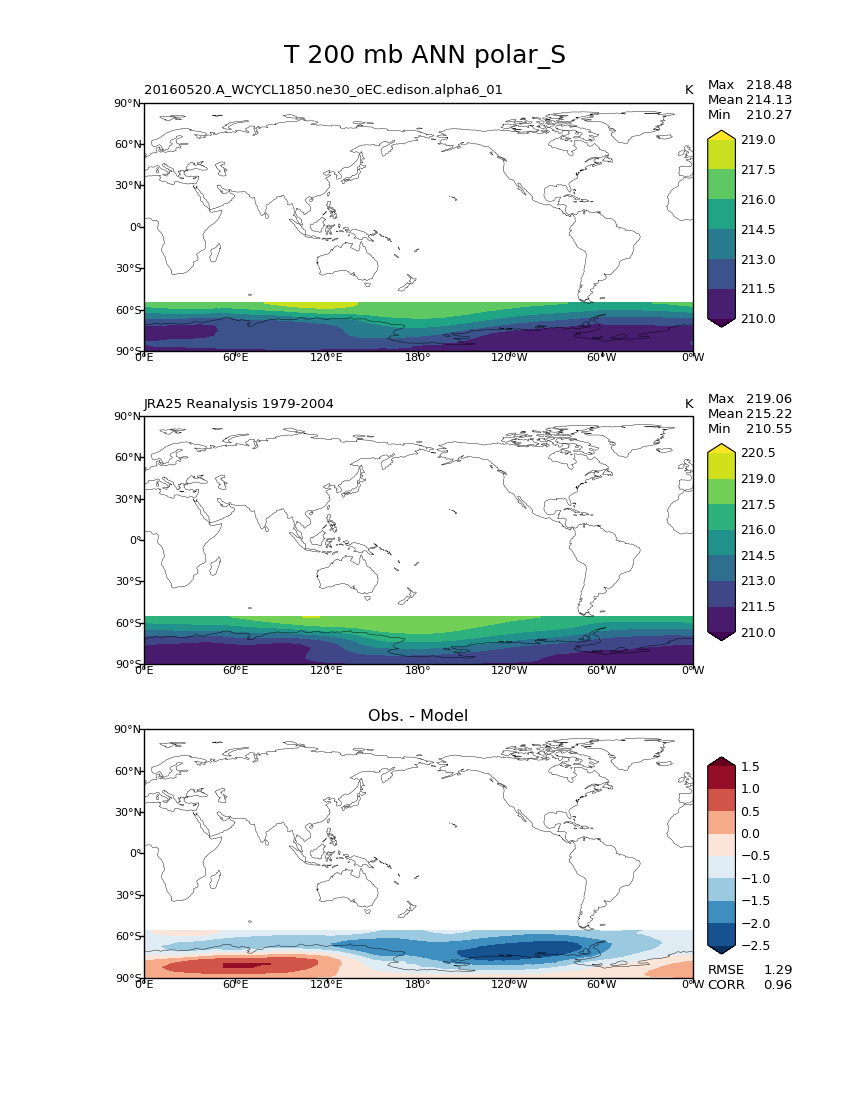 T 200 mb ANN polar_S
20160520.A_WCYCL1850.ne30_oEC.edison.alpha6_01 K
Max 218.48
Mean 214.13
Min 210.27
90°N
60°N
30°N
0°
30°S
60°S
90°S
0°E 60°E 120°E 180° 120°W 60°W 0°W
219.0
217.5
216.0
214.5
213.0
211.5
210.0
JRA25 Reanalysis 1979-2004 K
Max 219.06
Mean 215.22
Min 210.55
90°N
60°N
30°N
0°
30°S
60°S
90°S
0°E 60°E 120°E 180° 120°W 60°W 0°W
220.5
219.0
217.5
216.0
214.5
213.0
211.5
210.0
Obs. - Model
90°N
60°N
30°N
0°
30°S
60°S
90°S
0°E 60°E 120°E 180° 120°W 60°W 0°W
1.5
1.0
0.5
0.0
−0.5
−1.0
−1.5
−2.0
−2.5
RMSE 1.29
CORR 0.96